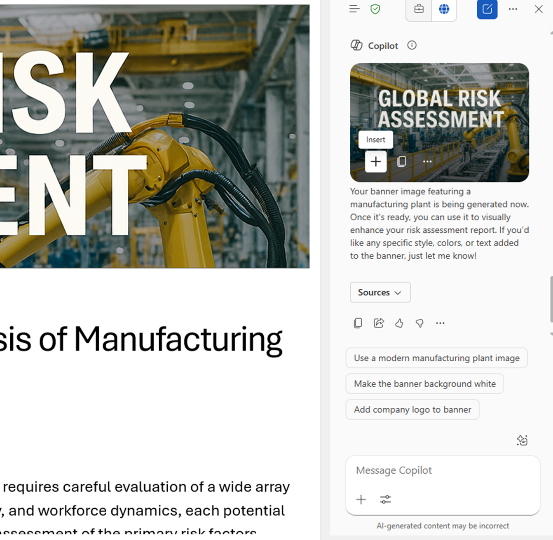 ISK
ENT
sis of Manufacturing
requires careful evaluation of a wide array
, and workforce dynamics, each potential
assessment of the primary risk factors
Copilot
GLOBAL RISK
ASSESSMENT
Insert
Your banner image featuring a
manufacturing plant is being generated now.
Once it's ready, you can use it to visually
enhance your risk assessment report. If you'd
like any specific style, colors, or text added
to the banner, just let me know!
Sources
Use a modern manufacturing plant image
Make the banner background white
Add company logo to banner
Message Copilot
AI-generated content may be incorrect